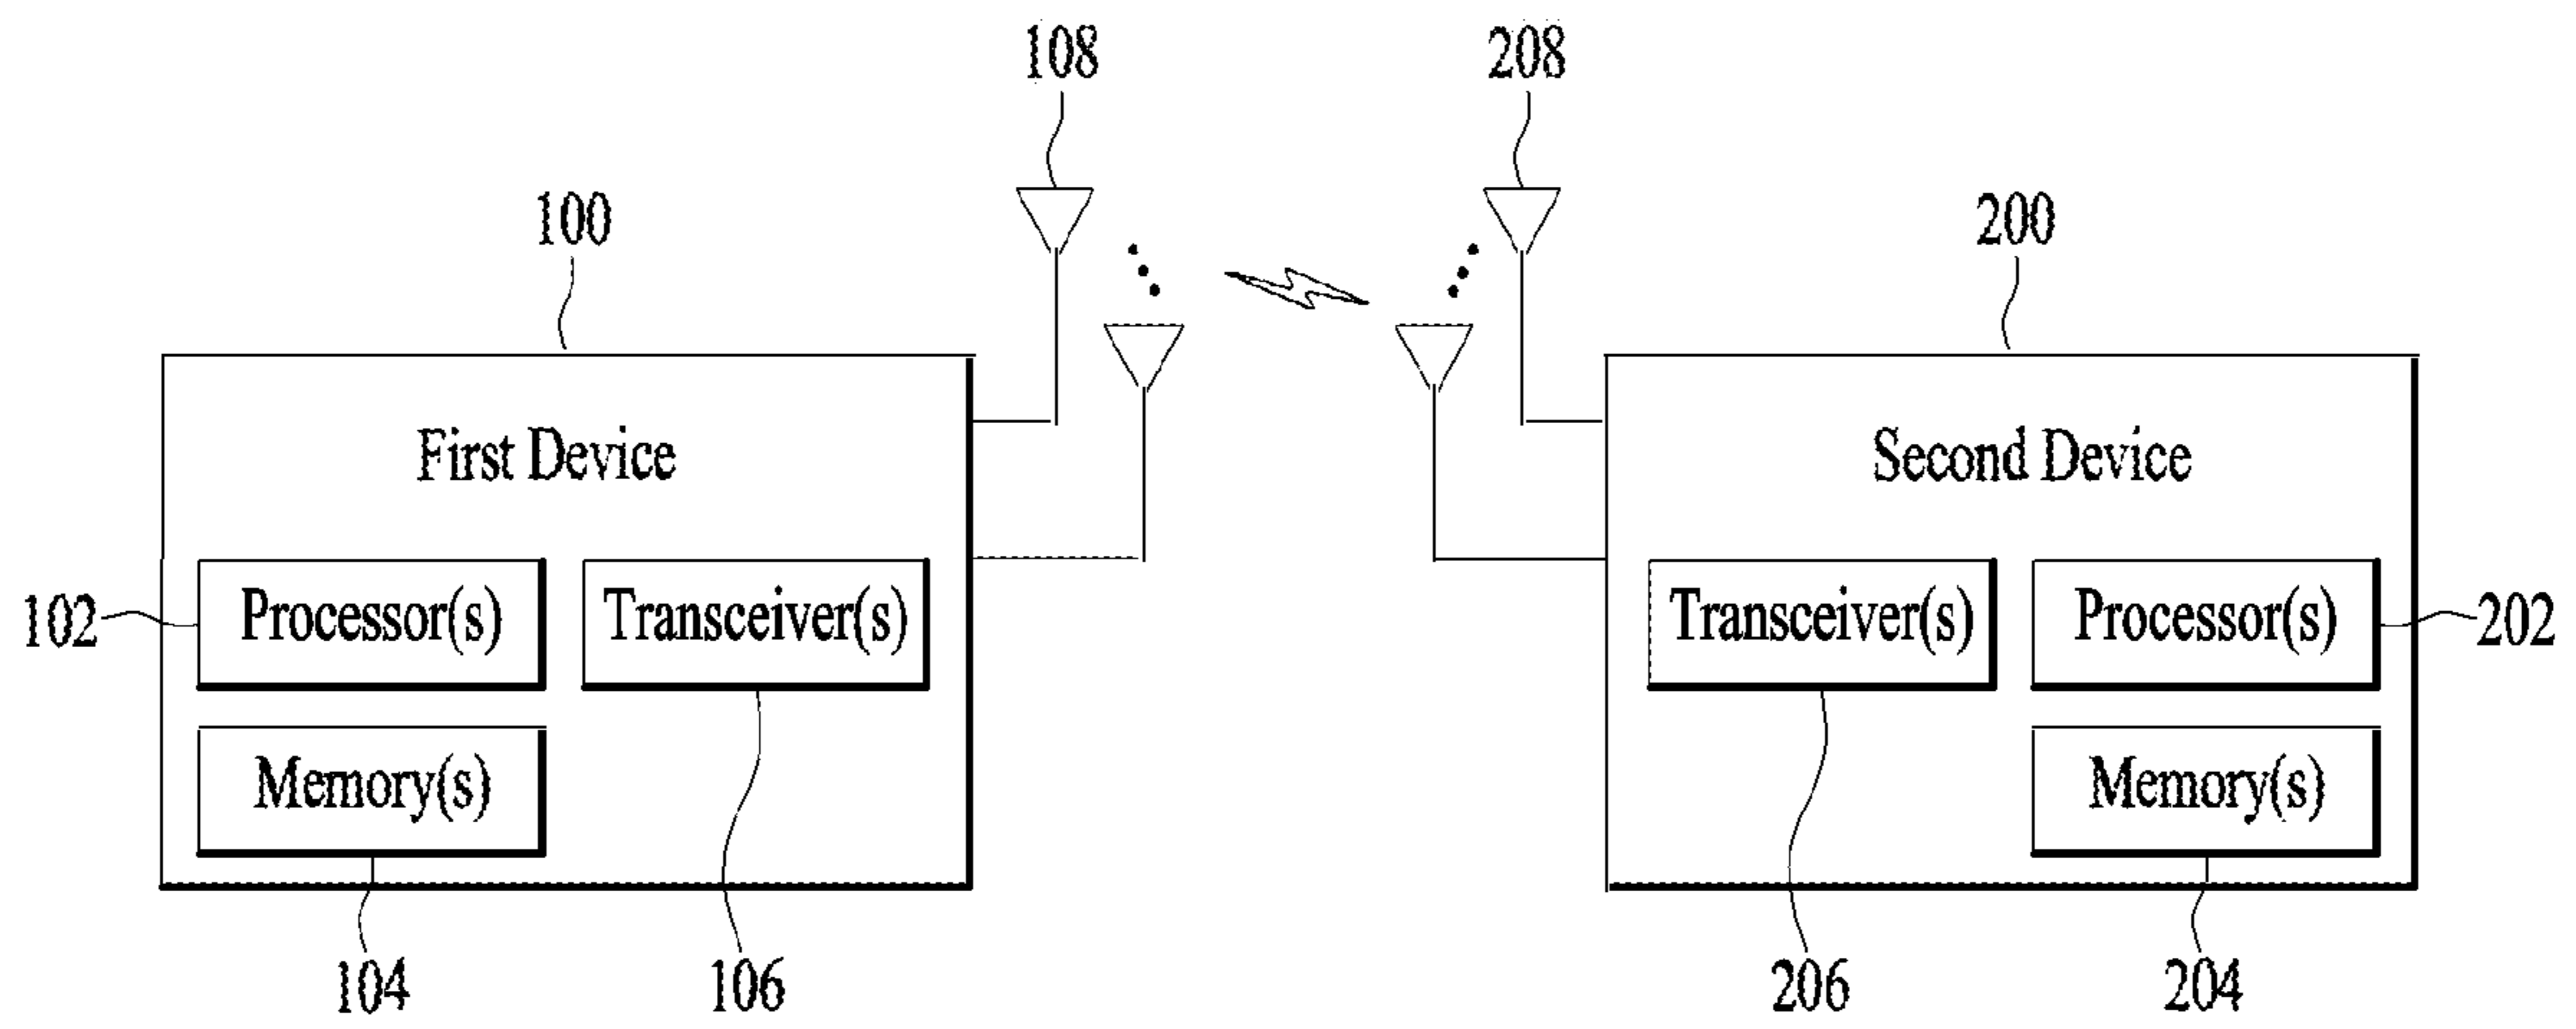 108
208
100
200
First Device
Second Device
102
Processor(s)
Transceiver(s)
Transceiver(s)
Processor(s)
202
Memory(s)
Memory(s)
104
106
206
204